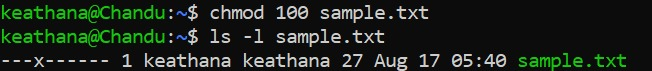 keathana@Chandu:~$ chmod 100 sample.txt
keathana@Chandu:~$ ls -l sample.txt
---x------ 1 keathana keathana 27 Aug 17 05:40 sample.txt